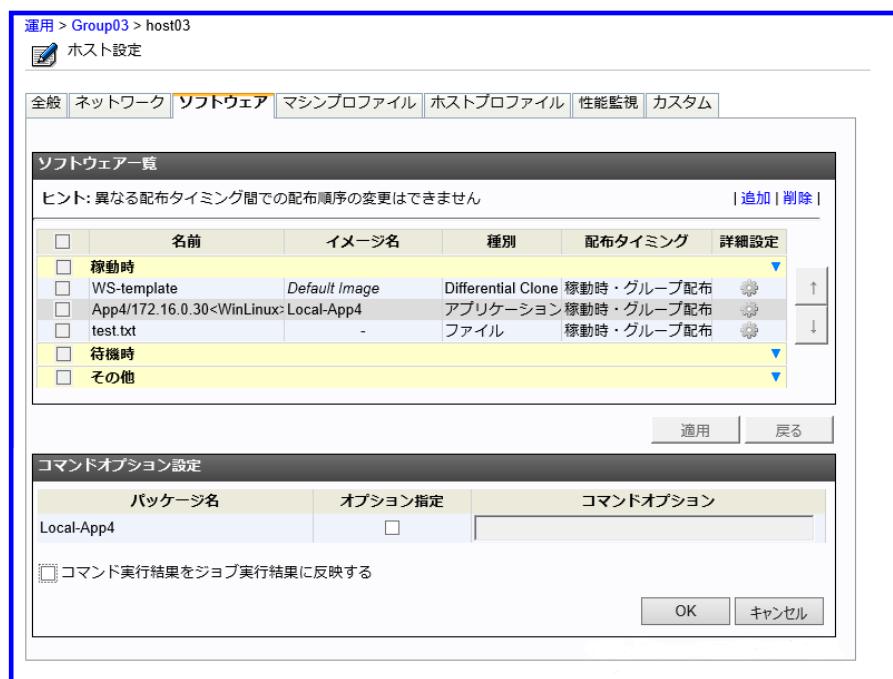 運用 > Group03 > host03
ホスト設定
全般 ネットワーク ソフトウェア マシンプロファイル ホストプロファイル 性能監視 カスタム
ソフトウェア一覧
ヒント: 異なる配布タイミング間での配布順序の変更はできません | 追加 | 削除 |
名前 イメージ名 種別 配布タイミング 詳細設定
稼動時 ▼
WS-template Default Image Differential Clone 稼動時・グループ配布 ↑
App4/172.16.0.30<WinLinux> Local-App4 アプリケーション 稼動時・グループ配布
test.txt - ファイル 稼動時・グループ配布 ↓
待機時 ▼
その他 ▼
適用 戻る
コマンドオプション設定
パッケージ名 オプション指定 コマンドオプション
Local-App4
コマンド実行結果をジョブ実行結果に反映する
OK キャンセル